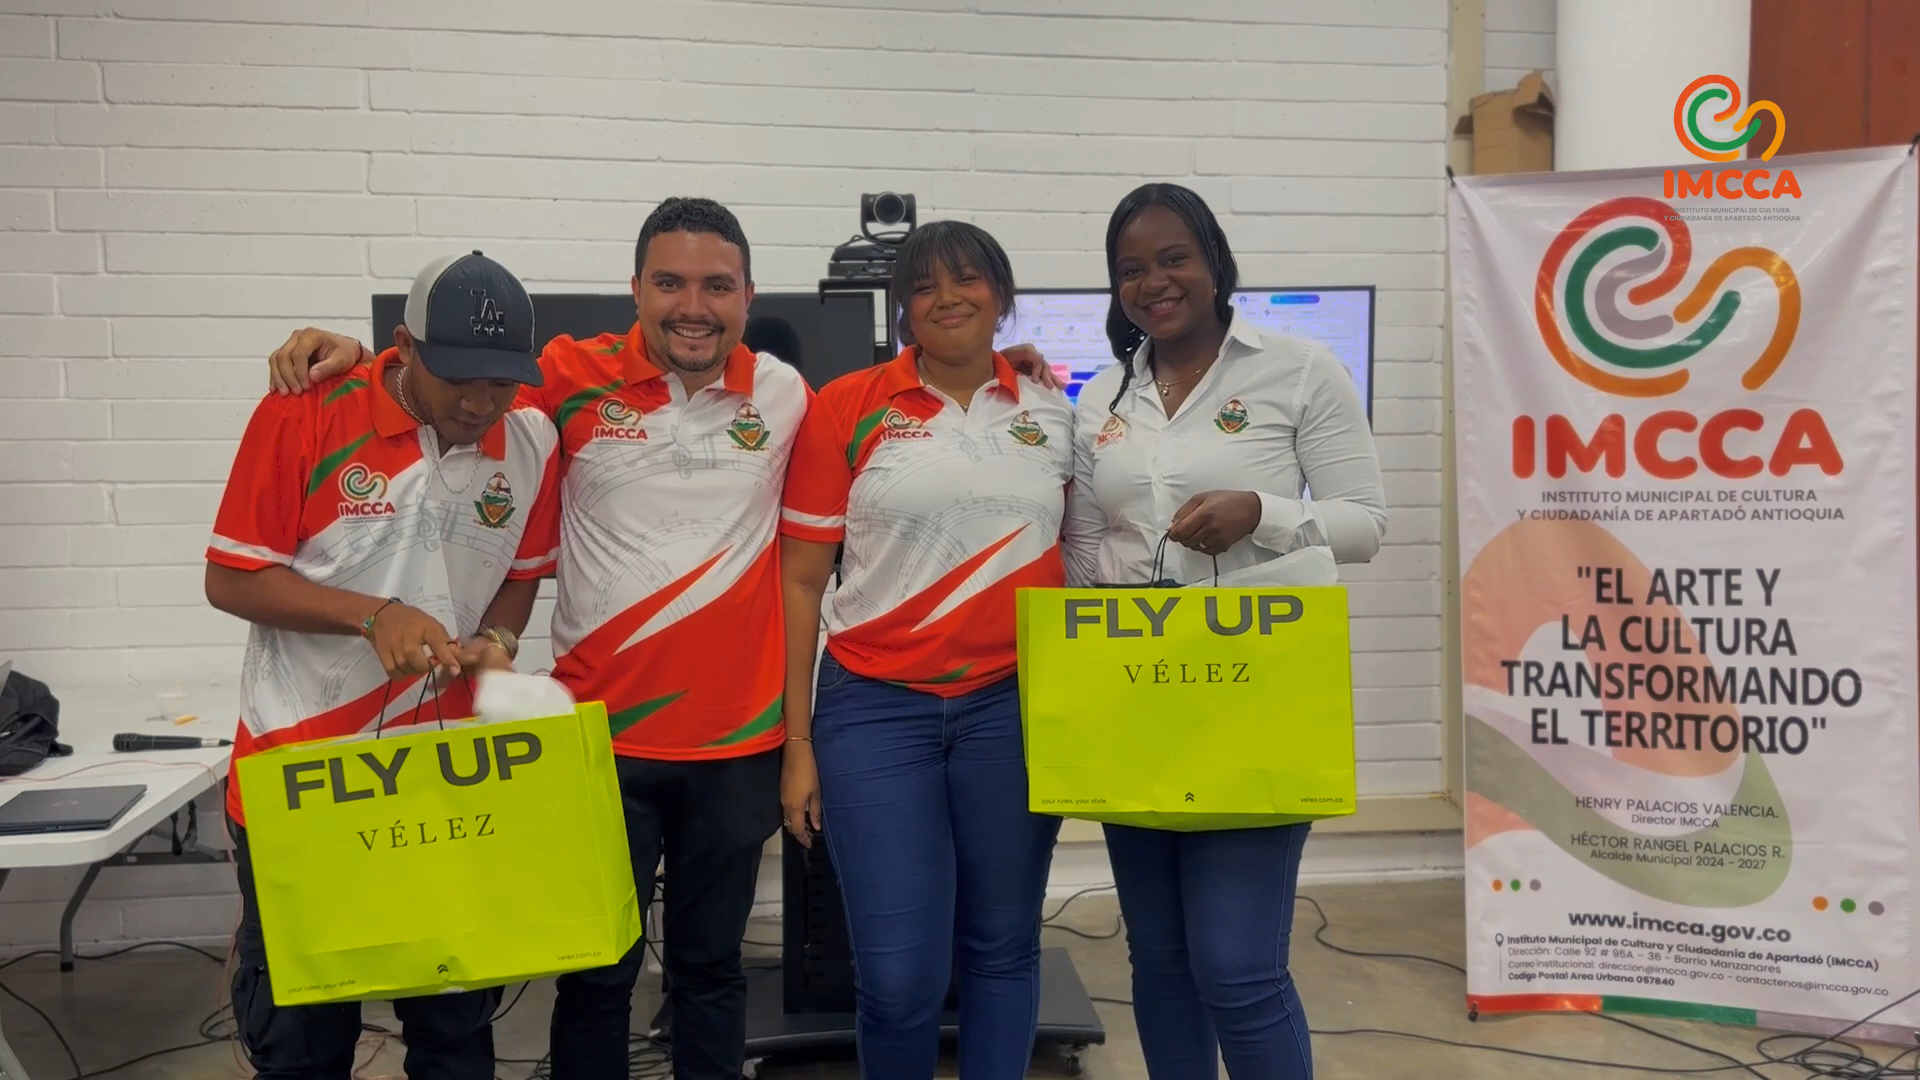 IMCCA
INSTITUTO MUNICIPAL DE CULTURA
Y CIUDADANÍA DE APARTADÓ ANTIOQUIA
LA
IMCCA
IMCCA
IMCCA
FLY UP
VÉLEZ
your rules, your style
velez.com.co
FLY UP
VÉLEZ
your rules, your style
velez.com.co
IMCCA
INSTITUTO MUNICIPAL DE CULTURA
Y CIUDADANÍA DE APARTADÓ ANTIOQUIA
"EL ARTE Y
LA CULTURA
TRANSFORMANDO
EL TERRITORIO"
HENRY PALACIOS VALENCIA.
Director IMCCA
HÉCTOR RANGEL PALACIOS R.
Alcalde Municipal 2024 - 2027
www.imcca.gov.co
Instituto Municipal de Cultura y Ciudadanía de Apartadó (IMCCA)
Dirección: Calle 92 # 95A - 36 - Barrio Manzanares
Correo institucional: direccion@imcca.gov.co - contactenos@imcca.gov.co
Codigo Postal Area Urbana 057840